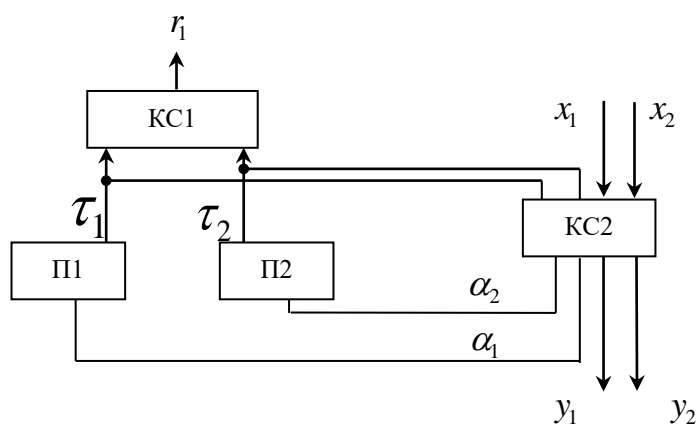 r₁
КС1
x₁ x₂
τ₁ τ₂ КС2
П1 П2
α₂
α₁
y₁ y₂